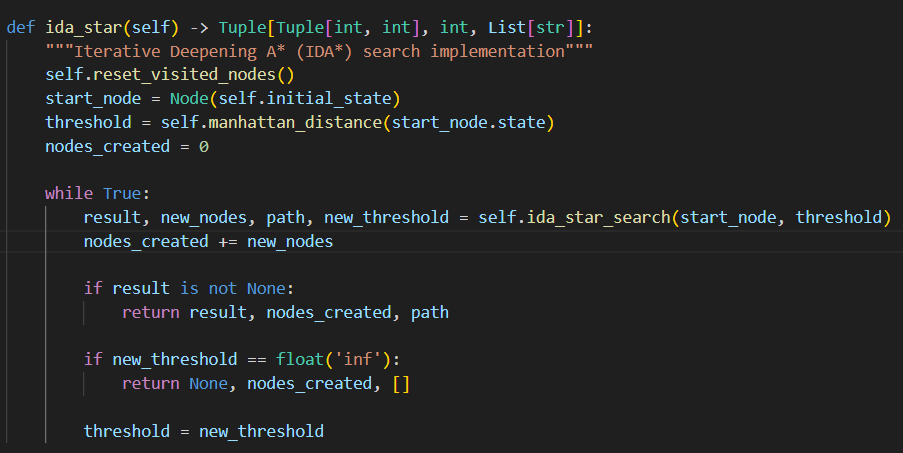 def ida_star(self) -> Tuple[Tuple[int, int], int, List[str]]:
    """Iterative Deepening A* (IDA*) search implementation"""
    self.reset_visited_nodes()
    start_node = Node(self.initial_state)
    threshold = self.manhattan_distance(start_node.state)
    nodes_created = 0

    while True:
        result, new_nodes, path, new_threshold = self.ida_star_search(start_node, threshold)
        nodes_created += new_nodes

        if result is not None:
            return result, nodes_created, path

        if new_threshold == float('inf'):
            return None, nodes_created, []

        threshold = new_threshold